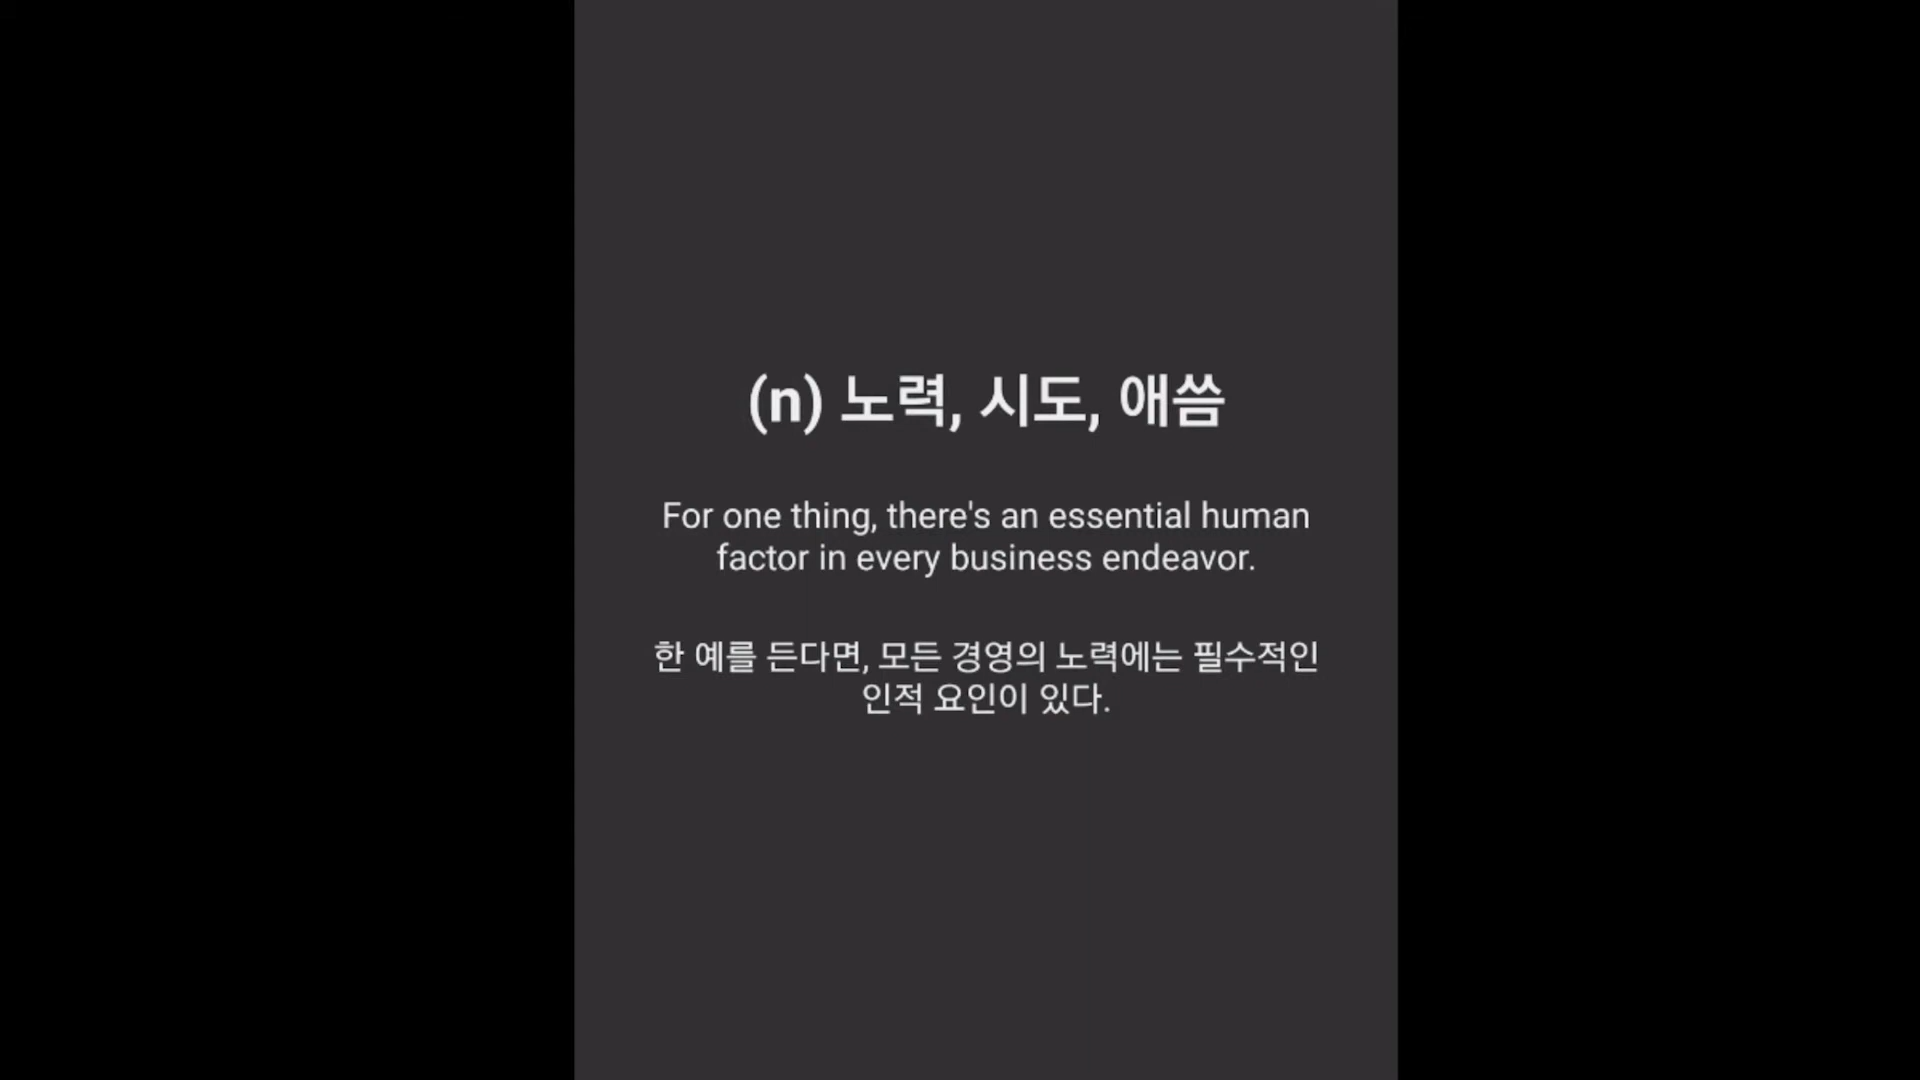 (n) 노력, 시도, 애씀
For one thing, there's an essential human
factor in every business endeavor.
한 예를 든다면, 모든 경영의 노력에는 필수적인
인적 요인이 있다.